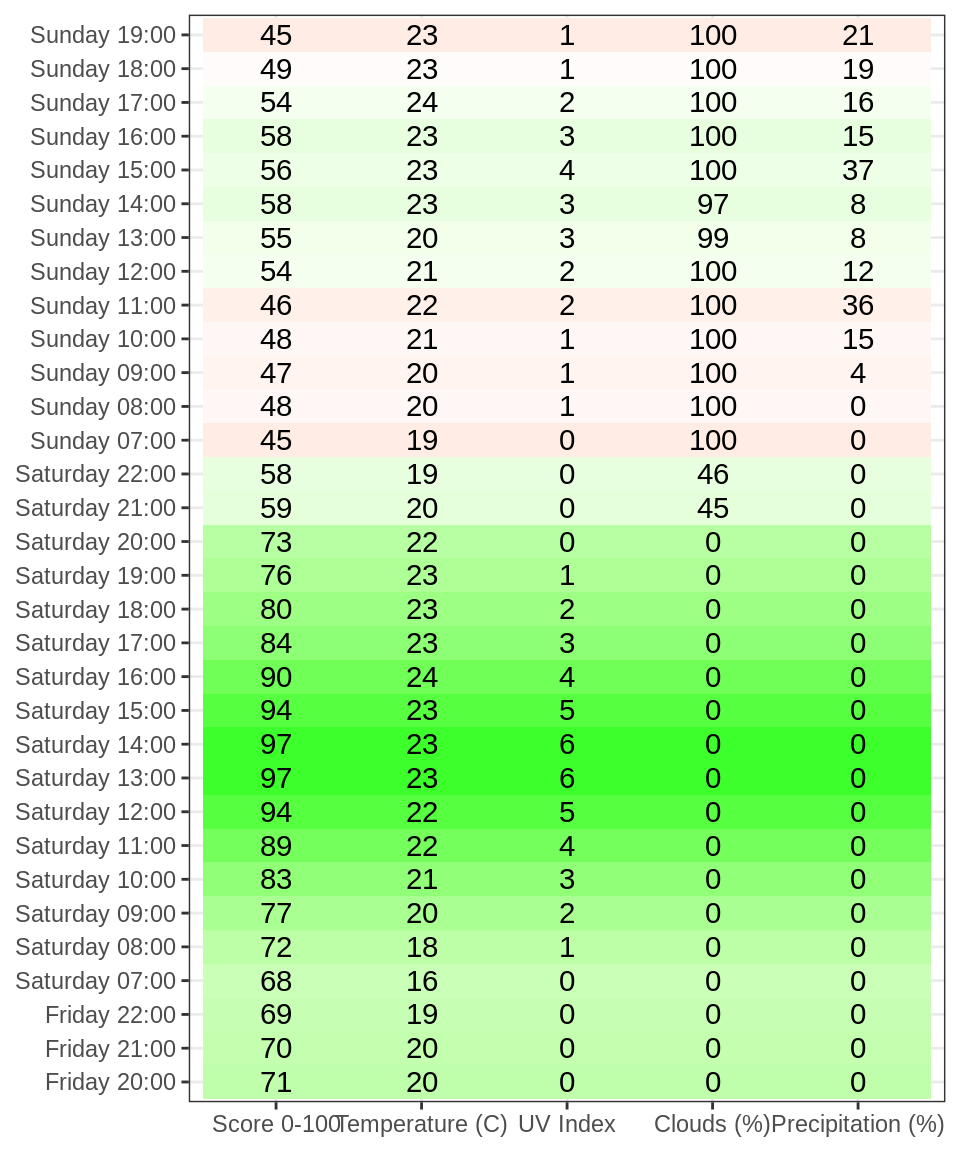 Sunday 19:00 45 23 1 100 21
Sunday 18:00 49 23 1 100 19
Sunday 17:00 54 24 2 100 16
Sunday 16:00 58 23 3 100 15
Sunday 15:00 56 23 4 100 37
Sunday 14:00 58 23 3 97 8
Sunday 13:00 55 20 3 99 8
Sunday 12:00 54 21 2 100 12
Sunday 11:00 46 22 2 100 36
Sunday 10:00 48 21 1 100 15
Sunday 09:00 47 20 1 100 4
Sunday 08:00 48 20 1 100 0
Sunday 07:00 45 19 0 100 0
Saturday 22:00 58 19 0 46 0
Saturday 21:00 59 20 0 45 0
Saturday 20:00 73 22 0 0 0
Saturday 19:00 76 23 1 0 0
Saturday 18:00 80 23 2 0 0
Saturday 17:00 84 23 3 0 0
Saturday 16:00 90 24 4 0 0
Saturday 15:00 94 23 5 0 0
Saturday 14:00 97 23 6 0 0
Saturday 13:00 97 23 6 0 0
Saturday 12:00 94 22 5 0 0
Saturday 11:00 89 22 4 0 0
Saturday 10:00 83 21 3 0 0
Saturday 09:00 77 20 2 0 0
Saturday 08:00 72 18 1 0 0
Saturday 07:00 68 16 0 0 0
Friday 22:00 69 19 0 0 0
Friday 21:00 70 20 0 0 0
Friday 20:00 71 20 0 0 0
Score 0-100 Temperature (C) UV Index Clouds (%) Precipitation (%)